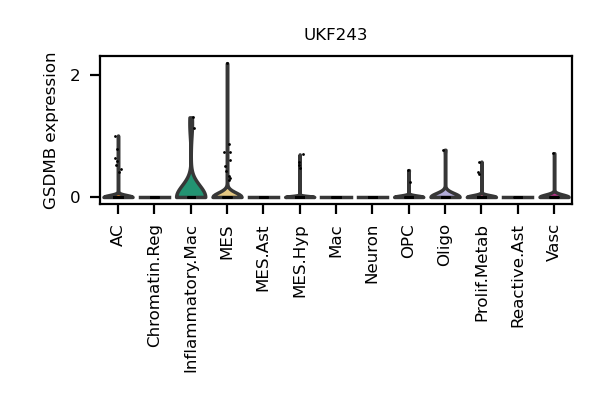 UKF243
GSDMB expression
2
0
AC
Chromatin.Reg
Inflammatory.Mac
MES
MES.Ast
MES.Hyp
Mac
Neuron
OPC
Oligo
Prolif.Metab
Reactive.Ast
Vasc